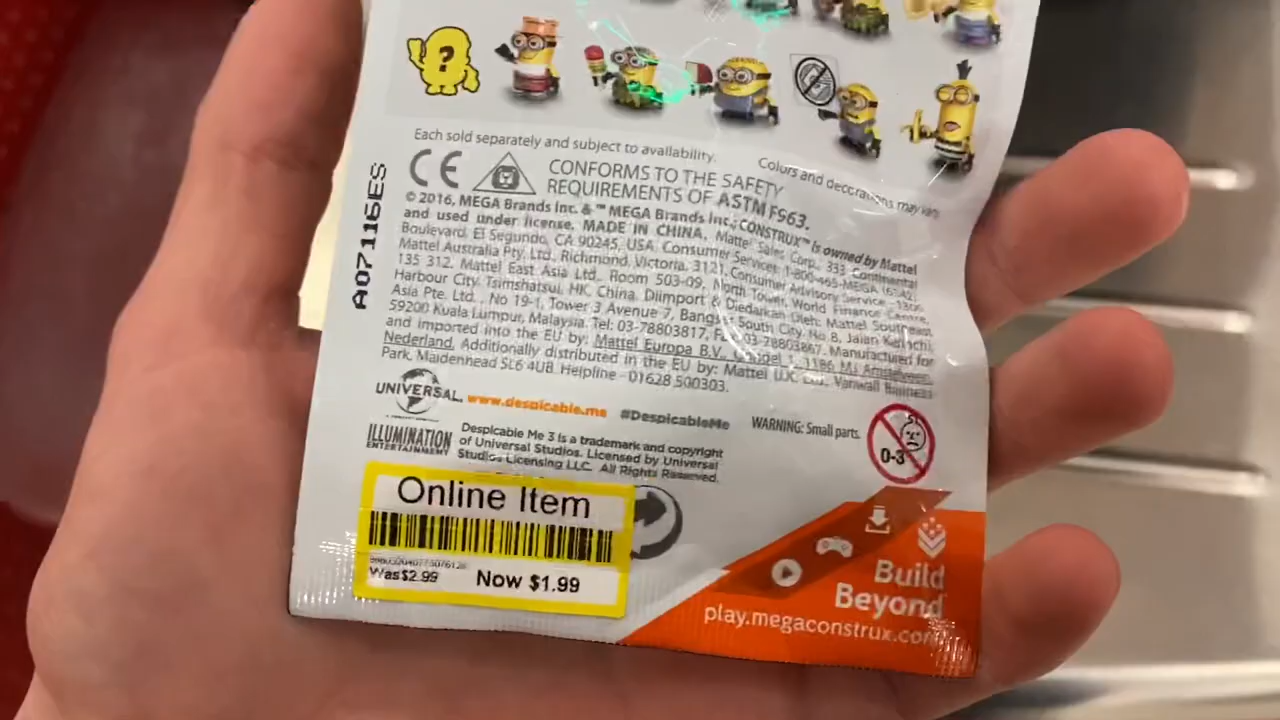 ?
Each sold separately and subject to availability.
Colors and decorations may vary.
CE
CONFORMS TO THE SAFETY
REQUIREMENTS OF ASTM F963.
© 2016, MEGA Brands Inc. & ™ MEGA Brands Inc., CONSTRUX™ is owned by Mattel
and used under license. MADE IN CHINA. Mattel Sales Corp., 333 Continental
Boulevard, El Segundo, CA 90245, USA. Consumer Services: 1-800-465-MEGA
Mattel Australia Pty. Ltd., Richmond, Victoria. 3121. Consumer Advisory Service - 1300
135 312. Mattel East Asia Ltd., Room 503-09, North Tower, World Finance Centre,
Harbour City, Tsimshatsui, HK, China. Diimport & Diedarkan Oleh: Mattel Southeast
Asia Pte. Ltd., No 19-1, Tower 3 Avenue 7, Bangsar South City, No. 8, Jalan Kerinchi,
59200 Kuala Lumpur, Malaysia. Tel: 03-78803817, Fax: 03-78803867. Manufactured for
and imported into the EU by: Mattel Europa B.V., 1, 1186 MJ Amstelveen,
Nederland. Additionally distributed in the EU by: Mattel U.K. Ltd., Vanwall Business
Park, Maidenhead SL6 4UB. Helpline - 01628 500303.
A07116ES
UNIVERSAL
www.despicable.me
#DespicableMe
WARNING: Small parts.
0-3
ILLUMINATION
ENTERTAINMENT
Despicable Me 3 is a trademark and copyright
of Universal Studios. Licensed by Universal
Studios Licensing LLC. All Rights Reserved.
Online Item
Was $2.99
Now $1.99
Build
Beyond
play.megaconstrux.com